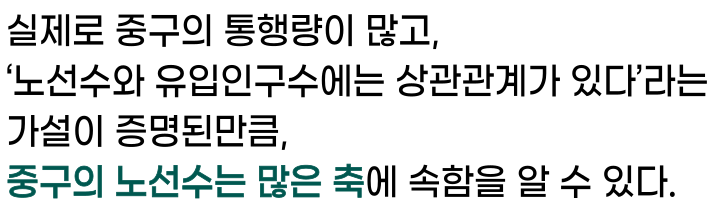 실제로 중구의 통행량이 많고,
‘노선수와 유입인구수에는 상관관계가 있다’라는
가설이 증명된만큼,
중구의 노선수는 많은 축에 속함을 알 수 있다.